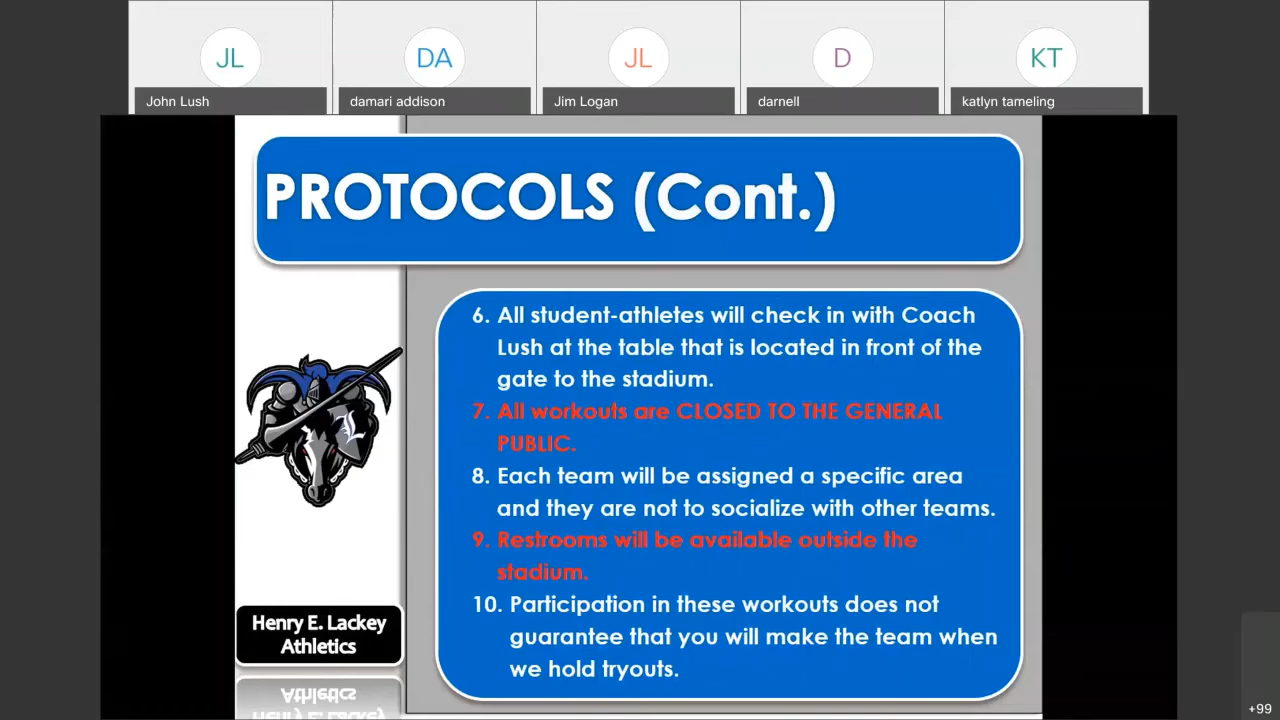 JL
DA
JL
D
KT
John Lush
damari addison
Jim Logan
darnell
katlyn tameling
PROTOCOLS (Cont.)
6. All student-athletes will check in with Coach
Lush at the table that is located in front of the
gate to the stadium.
7. All workouts are CLOSED TO THE GENERAL
PUBLIC.
8. Each team will be assigned a specific area
and they are not to socialize with other teams.
9. Restrooms will be available outside the
stadium.
10. Participation in these workouts does not
guarantee that you will make the team when
we hold tryouts.
L
Henry E. Lackey
Athletics
+99